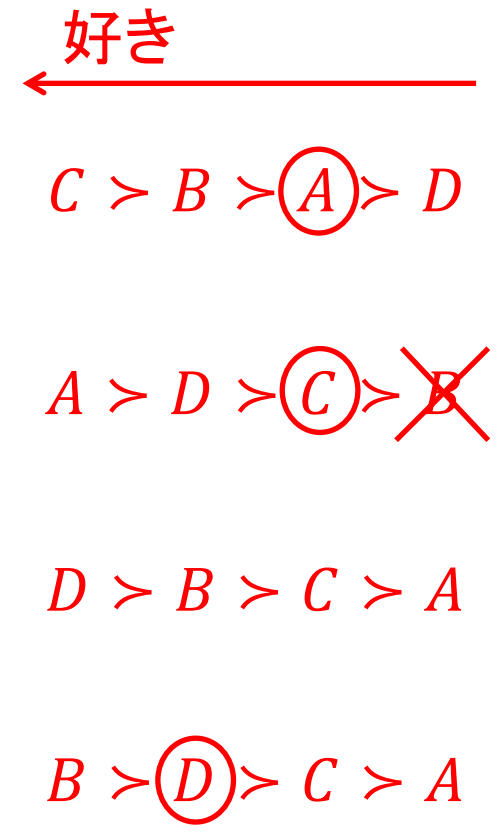 好き
C ≻ B ≻ A ≻ D
A ≻ D ≻ C ≻ B
D ≻ B ≻ C ≻ A
B ≻ D ≻ C ≻ A